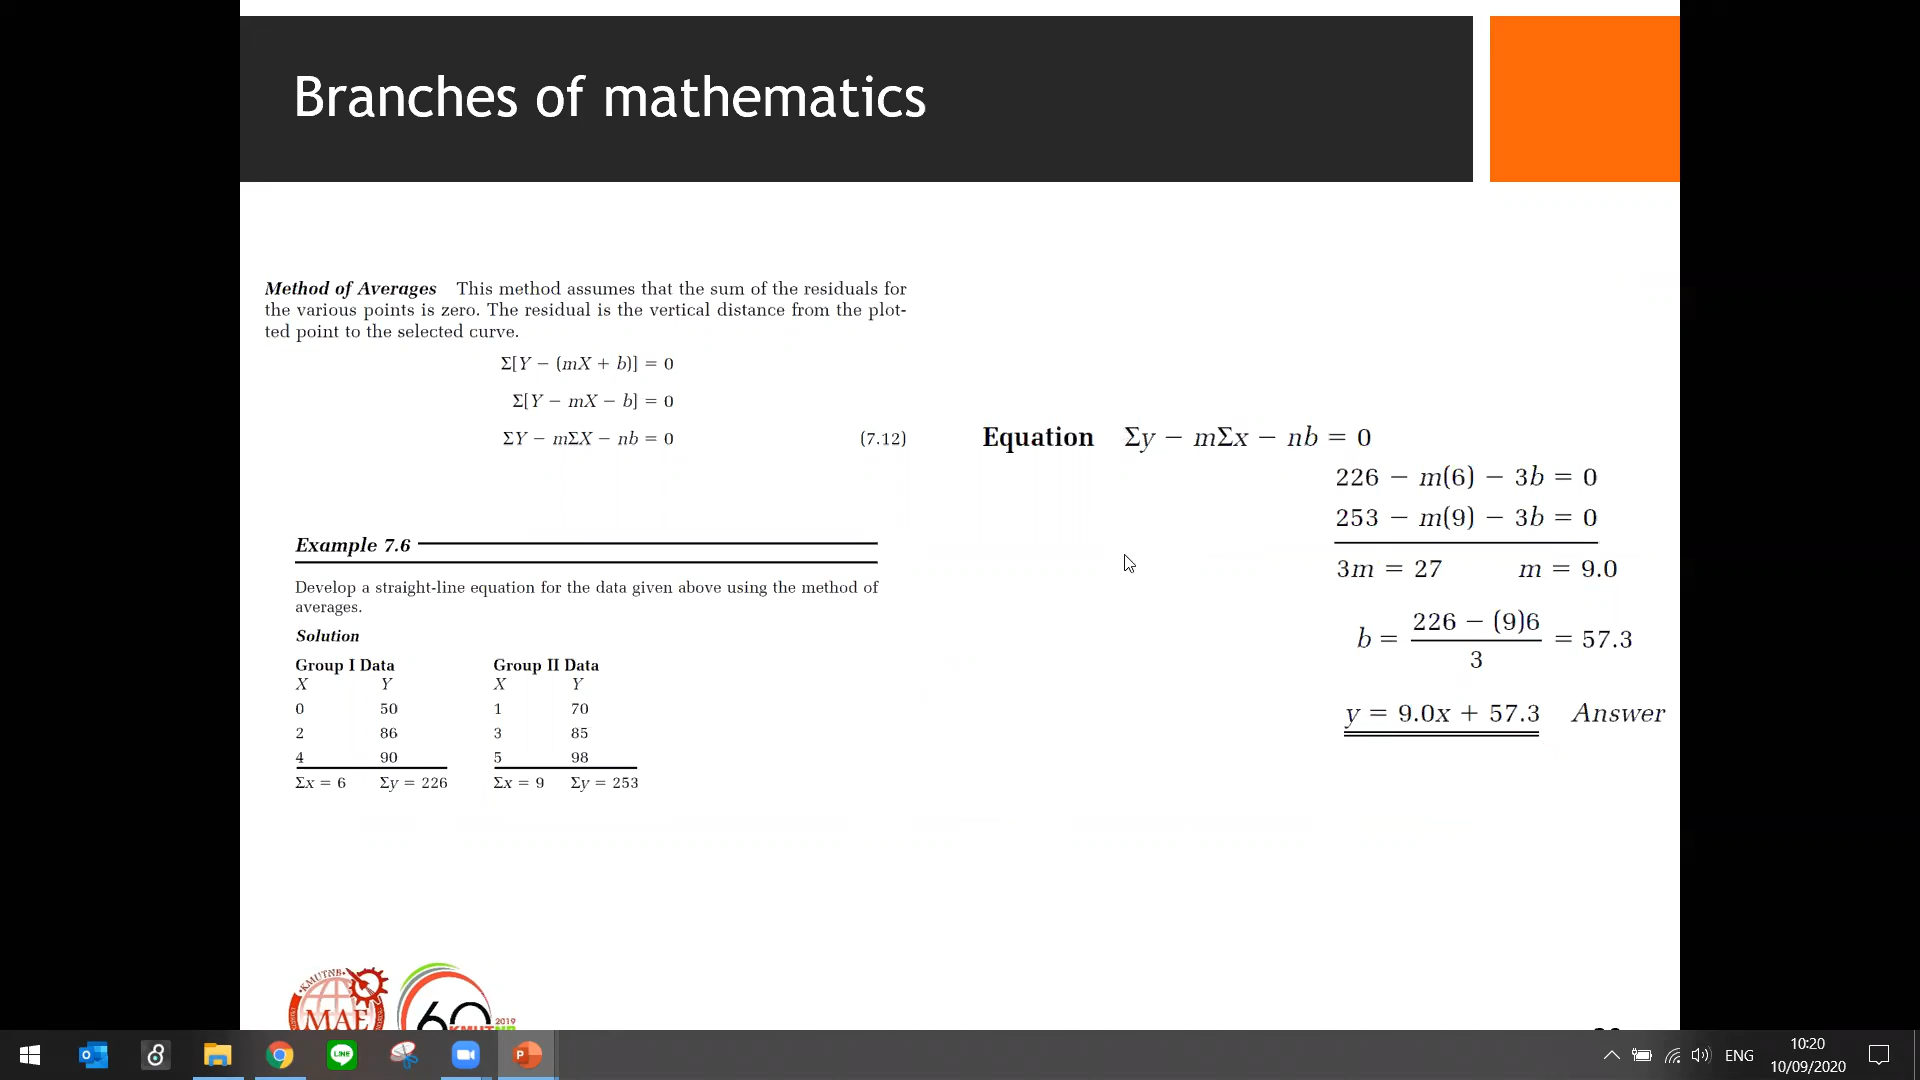 Branches of mathematics
Method of Averages This method assumes that the sum of the residuals for
the various points is zero. The residual is the vertical distance from the plot-
ted point to the selected curve.
Σ[Y − (mX + b)] = 0
Σ[Y − mX − b] = 0
ΣY − mΣX − nb = 0 (7.12)
Example 7.6
Develop a straight-line equation for the data given above using the method of
averages.
Solution
Group I Data Group II Data
X Y X Y
0 50 1 70
2 86 3 85
4 90 5 98
Σx = 6 Σy = 226 Σx = 9 Σy = 253
Equation Σy − mΣx − nb = 0
226 − m(6) − 3b = 0
253 − m(9) − 3b = 0
3m = 27 m = 9.0
b = 226 − (9)6 / 3 = 57.3
y = 9.0x + 57.3 Answer
KMUTNB
MAE
60
2019
ENG
10:20
10/09/2020